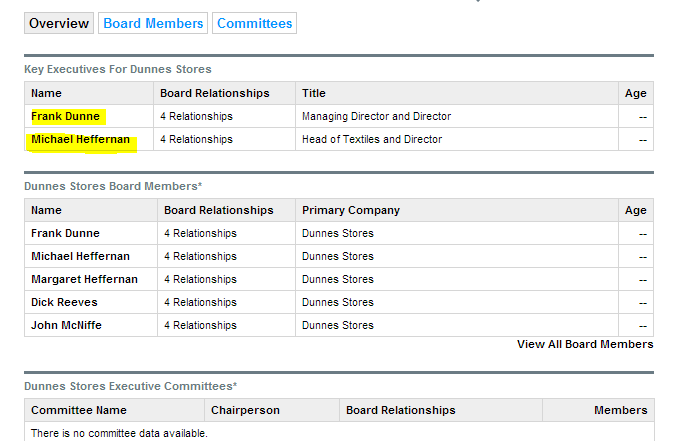 Overview Board Members Committees
Key Executives For Dunnes Stores
Name Board Relationships Title Age
Frank Dunne 4 Relationships Managing Director and Director --
Michael Heffernan 4 Relationships Head of Textiles and Director --
Dunnes Stores Board Members*
Name Board Relationships Primary Company Age
Frank Dunne 4 Relationships Dunnes Stores --
Michael Heffernan 4 Relationships Dunnes Stores --
Margaret Heffernan 4 Relationships Dunnes Stores --
Dick Reeves 4 Relationships Dunnes Stores --
John McNiffe 4 Relationships Dunnes Stores --
View All Board Members
Dunnes Stores Executive Committees*
Committee Name Chairperson Board Relationships Members
There is no committee data available.